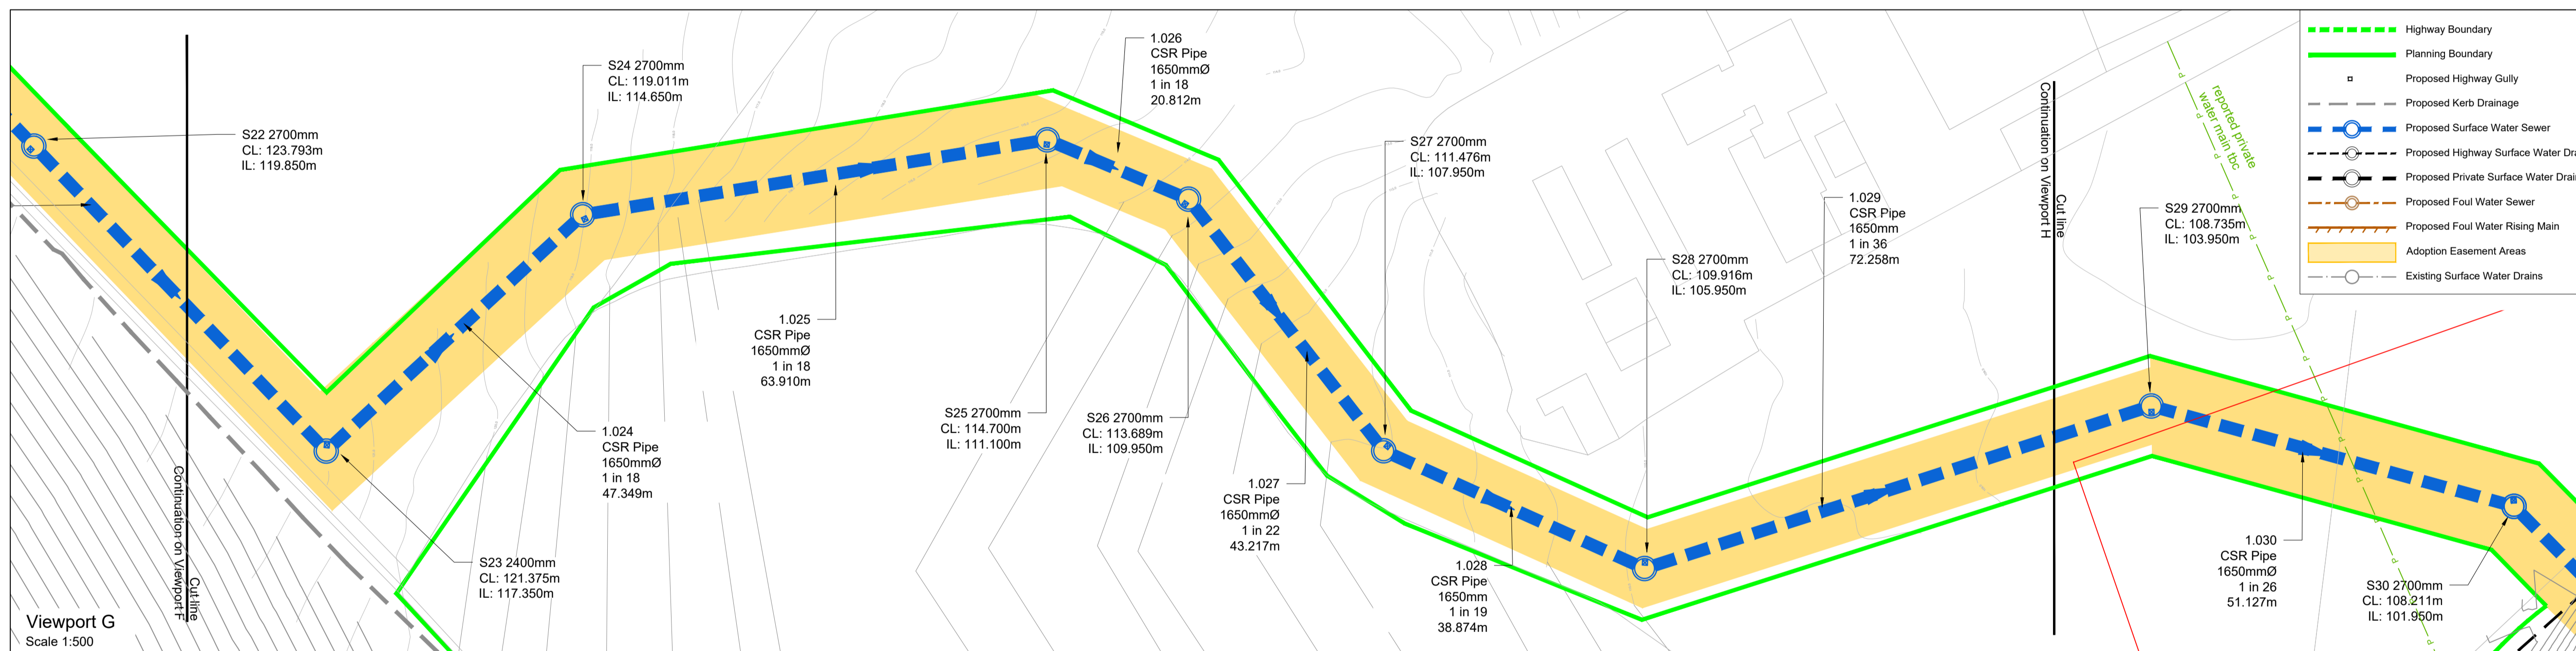 S22 2700mm
CL: 123.793m
IL: 119.850m
S24 2700mm
CL: 119.011m
IL: 114.650m
1.026
CSR Pipe
1650mmØ
1 in 18
20.812m
S27 2700mm
CL: 111.476m
IL: 107.950m
1.029
CSR Pipe
1650mm
1 in 36
72.258m
S28 2700mm
CL: 109.916m
IL: 105.950m
Continuation on Viewport H
Cut line
S29 2700mm
CL: 108.735m
IL: 103.950m
reported private
water main tbc
P
P
P
P
P
P
P
P
P
P
Highway Boundary
Planning Boundary
Proposed Highway Gully
Proposed Kerb Drainage
Proposed Surface Water Sewer
Proposed Highway Surface Water Dra
Proposed Private Surface Water Drai
Proposed Foul Water Sewer
Proposed Foul Water Rising Main
Adoption Easement Areas
Existing Surface Water Drains
1.025
CSR Pipe
1650mmØ
1 in 18
63.910m
S25 2700mm
CL: 114.700m
IL: 111.100m
S26 2700mm
CL: 113.689m
IL: 109.950m
1.024
CSR Pipe
1650mmØ
1 in 18
47.349m
1.027
CSR Pipe
1650mmØ
1 in 22
43.217m
1.028
CSR Pipe
1650mm
1 in 19
38.874m
1.030
CSR Pipe
1650mmØ
1 in 26
51.127m
S30 2700mm
CL: 108.211m
IL: 101.950m
S23 2400mm
CL: 121.375m
IL: 117.350m
Continuation on Viewport F
Cut line
Viewport G
Scale 1:500